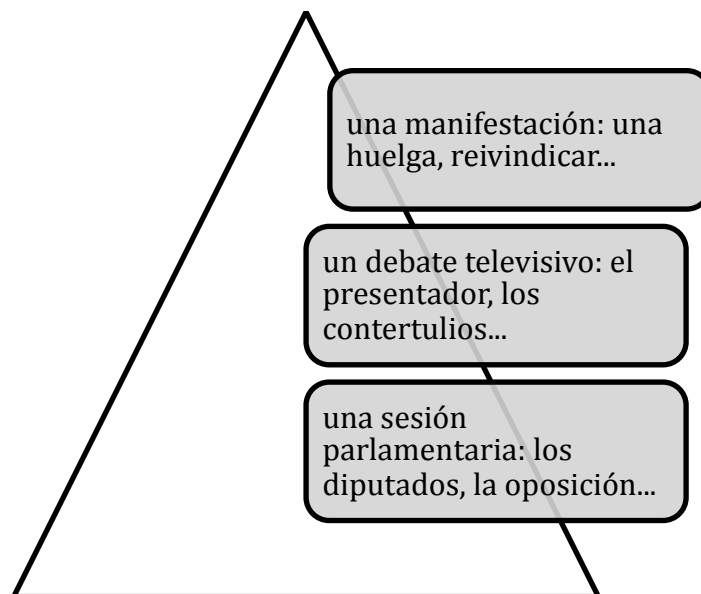 una manifestación: una
huelga, reivindicar...
un debate televisivo: el
presentador, los
contertulios...
una sesión
parlamentaria: los
diputados, la oposición...